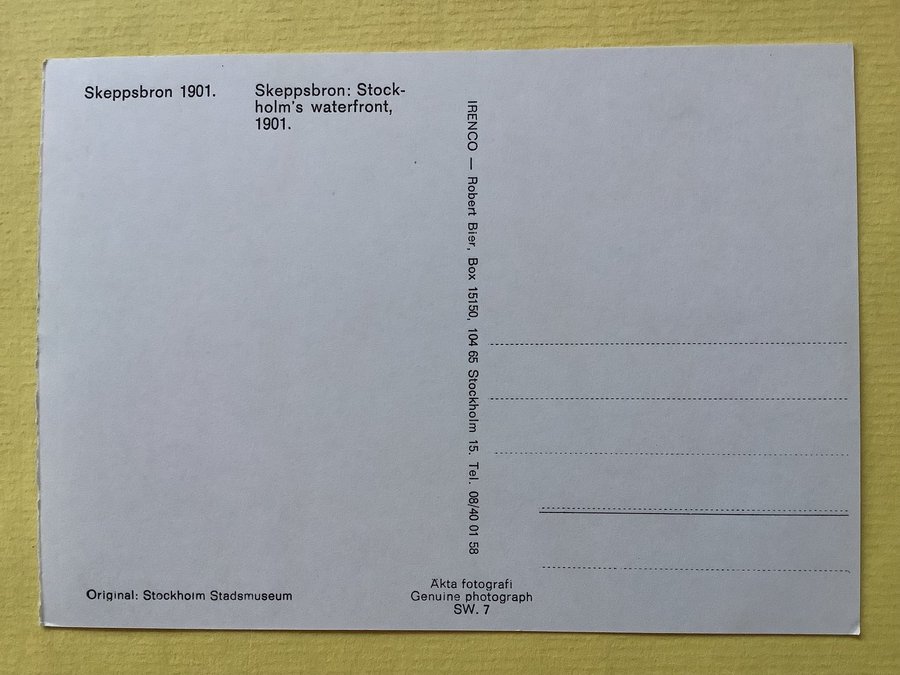 Skeppsbron 1901.
Skeppsbron: Stock-
holm's waterfront,
1901.
IRENCO — Robert Bier, Box 15150, 104 65 Stockholm 15. Tel. 08/40 01 58
Original: Stockholm Stadsmuseum
Äkta fotografi
Genuine photograph
SW. 7